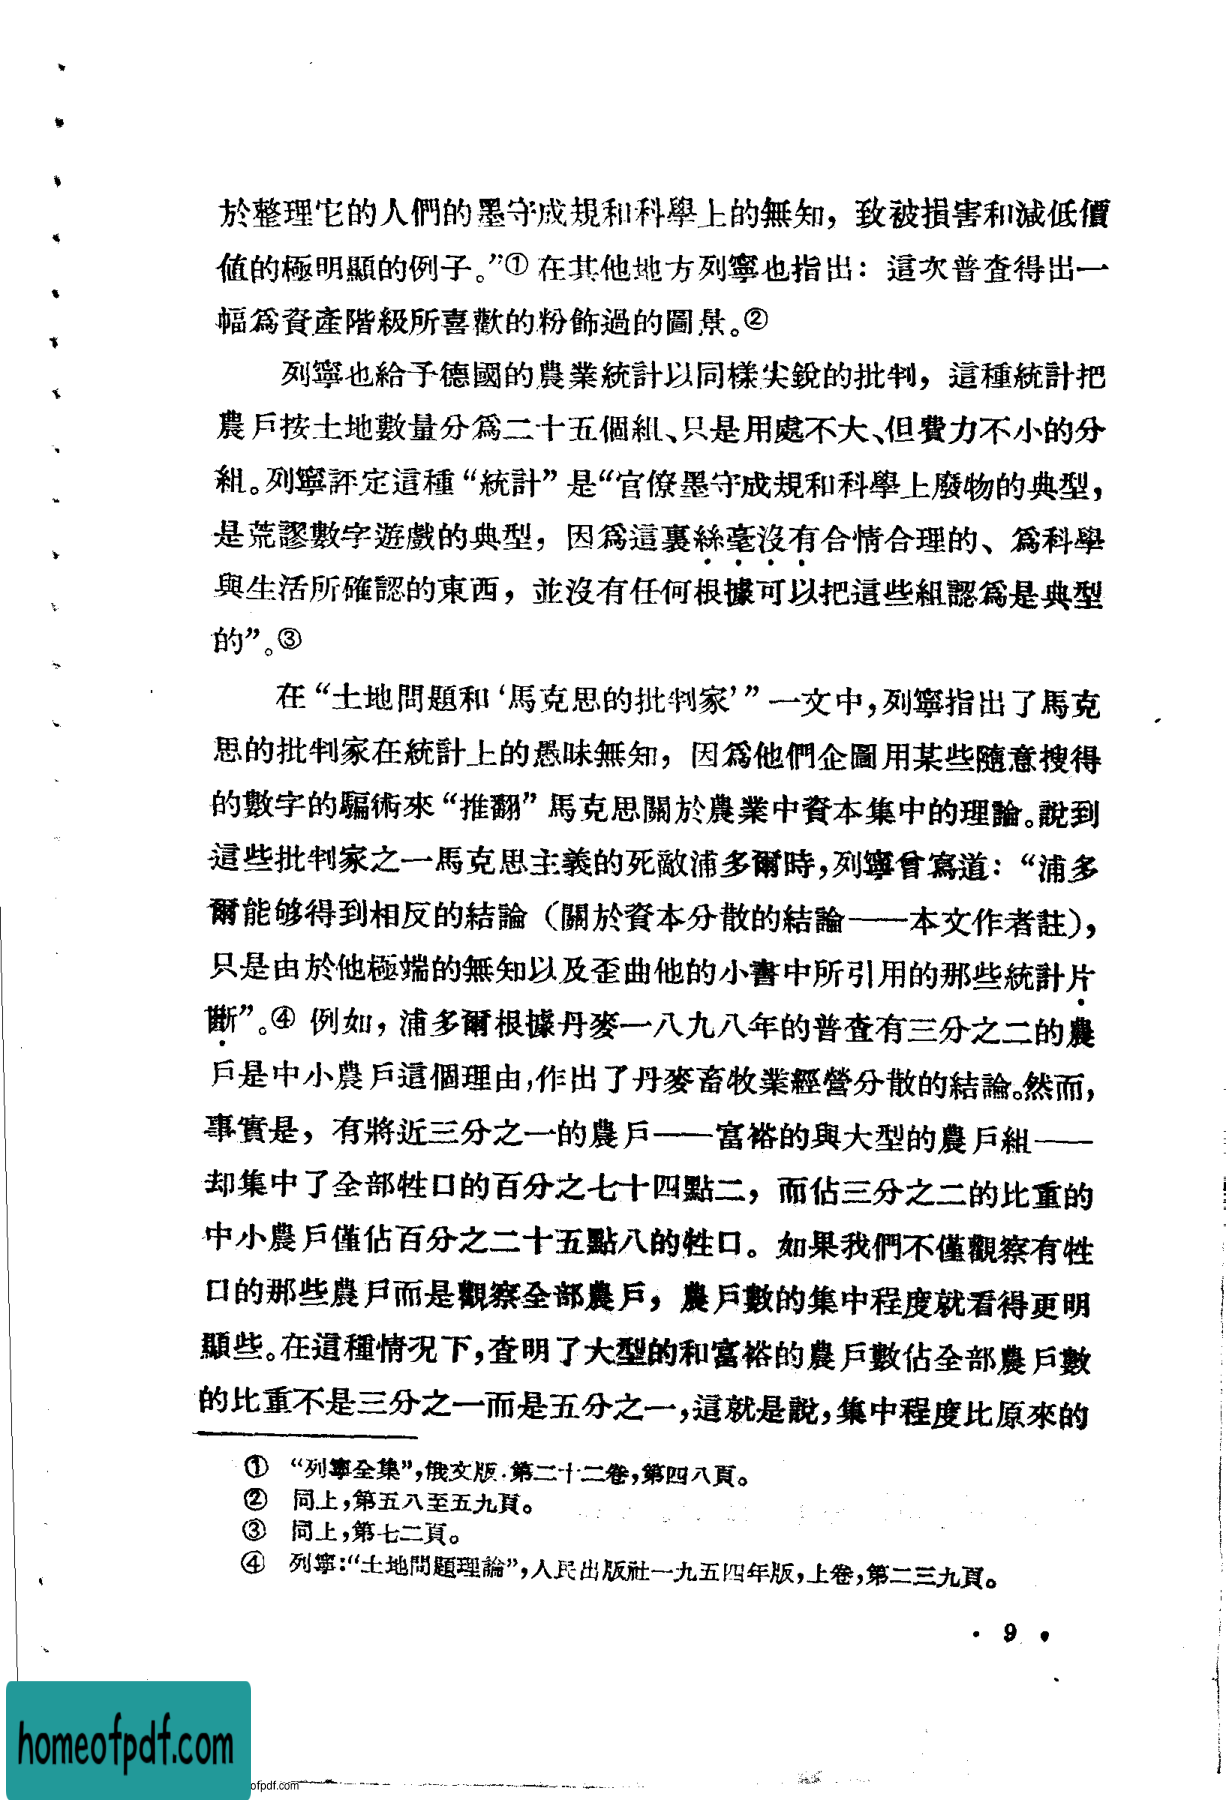 於整理它的人們的墨守成規和科學上的無知，致被損害和減低價
值的極明顯的例子。”① 在其他地方列寧也指出：這次普查得出一
幅爲資產階級所喜歡的粉飾過的圖景。②
列寧也給予德國的農業統計以同樣尖銳的批判，這種統計把
農戶按土地數量分爲二十五個組、只是用處不大、但費力不小的分
組。列寧評定這種“統計”是“官僚墨守成規和科學上廢物的典型，
是荒謬數字遊戲的典型，因爲這裏絲毫沒有合情合理的、爲科學
與生活所確認的東西，並沒有任何根據可以把這些組認爲是典型
的”。③
在“土地問題和‘馬克思的批判家’”一文中，列寧指出了馬克
思的批判家在統計上的愚昧無知，因爲他們企圖用某些隨意搜得
的數字的騙術來“推翻”馬克思關於農業中資本集中的理論。說到
這些批判家之一馬克思主義的死敵浦多爾時，列寧曾寫道：“浦多
爾能够得到相反的結論（關於資本分散的結論——本文作者註），
只是由於他極端的無知以及歪曲他的小書中所引用的那些統計片
斷”。④ 例如，浦多爾根據丹麥一八九八年的普查有三分之二的農
戶是中小農戶這個理由，作出了丹麥畜牧業經營分散的結論。然而，
事實是，有將近三分之一的農戶——富裕的與大型的農戶組——
却集中了全部牲口的百分之七十四點二，而佔三分之二的比重的
中小農戶僅佔百分之二十五點八的牲口。如果我們不僅觀察有牲
口的那些農戶而是觀察全部農戶，農戶數的集中程度就看得更明
顯些。在這種情况下，查明了大型的和富裕的農戶數佔全部農戶數
的比重不是三分之一而是五分之一，這就是說，集中程度比原來的
① “列寧全集”，俄文版，第二十二卷，第四八頁。
② 同上，第五八至五九頁。
③ 同上，第七二頁。
④ 列寧：“土地問題理論”，人民出版社一九五四年版，上卷，第二三九頁。
· 9 ·
homeofpdf.com
ofpdf.com